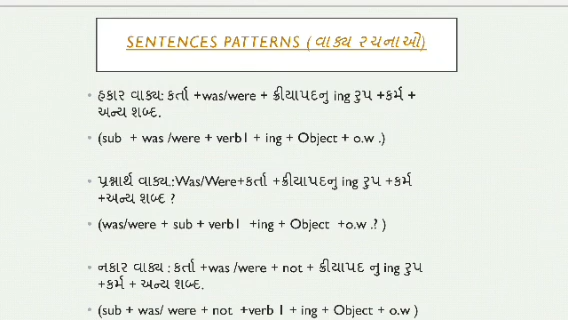 SENTENCES PATTERNS ( વાક્ય રચનાઓ)
• હકાર વાક્ય: કર્તા +was/were + ક્રીયાપદનુ ing રુપ +કર્મ +
અન્ય શબ્દ.
• (sub + was /were + verb1 + ing + Object + o.w .)
• પ્રશ્નાર્થ વાક્ય.:Was/Were+કર્તા +ક્રીયાપદનુ ing રુપ +કર્મ
+અન્ય શબ્દ ?
• (was/were + sub + verb1 +ing + Object +o.w .? )
• નકાર વાક્ય : કર્તા +was /were + not + ક્રીયાપદ નુ ing રુપ
+કર્મ + અન્ય શબ્દ.
• (sub + was/ were + not +verb 1 + ing + Object + o.w )